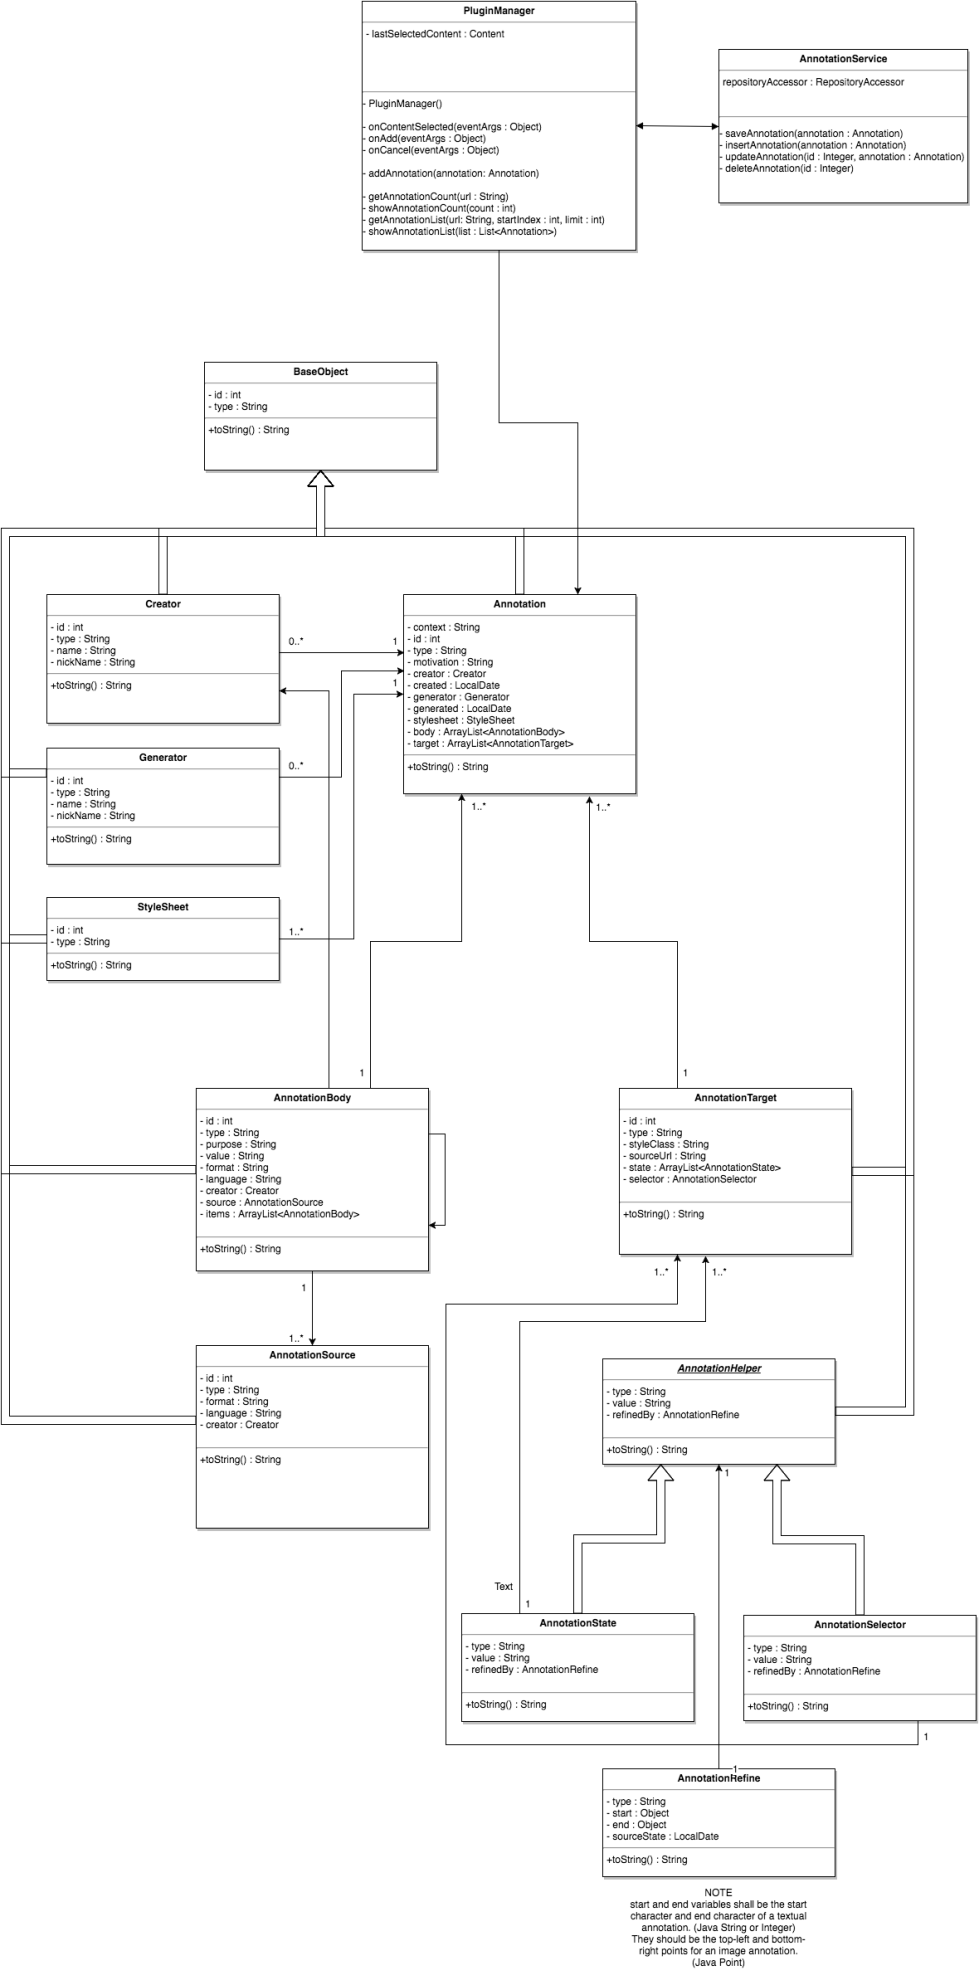 PluginManager
- lastSelectedContent : Content
- PluginManager()
- onContentSelected(eventArgs : Object)
- onAdd(eventArgs : Object)
- onCancel(eventArgs : Object)
- addAnnotation(annotation: Annotation)
- getAnnotationCount(url : String)
- showAnnotationCount(count : int)
- getAnnotationList(url: String, startIndex : int, limit : int)
- showAnnotationList(list : List<Annotation>)
AnnotationService
repositoryAccessor : RepositoryAccessor
- saveAnnotation(annotation : Annotation)
- insertAnnotation(annotation : Annotation)
- updateAnnotation(id : Integer, annotation : Annotation)
- deleteAnnotation(id : Integer)
BaseObject
- id : int
- type : String
+toString() : String
Creator
- id : int
- type : String
- name : String
- nickName : String
+toString() : String
0..*
1
1
Annotation
- context : String
- id : int
- type : String
- motivation : String
- creator : Creator
- created : LocalDate
- generator : Generator
- generated : LocalDate
- stylesheet : StyleSheet
- body : ArrayList<AnnotationBody>
- target : ArrayList<AnnotationTarget>
+toString() : String
Generator
- id : int
- type : String
- name : String
- nickName : String
+toString() : String
0..*
1..*
1..*
StyleSheet
- id : int
- type : String
+toString() : String
1..*
1
1
AnnotationBody
- id : int
- type : String
- purpose : String
- value : String
- format : String
- language : String
- creator : Creator
- source : AnnotationSource
- items : ArrayList<AnnotationBody>
+toString() : String
AnnotationTarget
- id : int
- type : String
- styleClass : String
- sourceUrl : String
- state : ArrayList<AnnotationState>
- selector : AnnotationSelector
+toString() : String
1
1..*
1..*
1..*
AnnotationSource
- id : int
- type : String
- format : String
- language : String
- creator : Creator
+toString() : String
AnnotationHelper
- type : String
- value : String
- refinedBy : AnnotationRefine
+toString() : String
1
Text
1
AnnotationState
- type : String
- value : String
- refinedBy : AnnotationRefine
+toString() : String
AnnotationSelector
- type : String
- value : String
- refinedBy : AnnotationRefine
+toString() : String
1
1
AnnotationRefine
- type : String
- start : Object
- end : Object
- sourceState : LocalDate
+toString() : String
NOTE
start and end variables shall be the start
character and end character of a textual
annotation. (Java String or Integer)
They should be the top-left and bottom-
right points for an image annotation.
(Java Point)